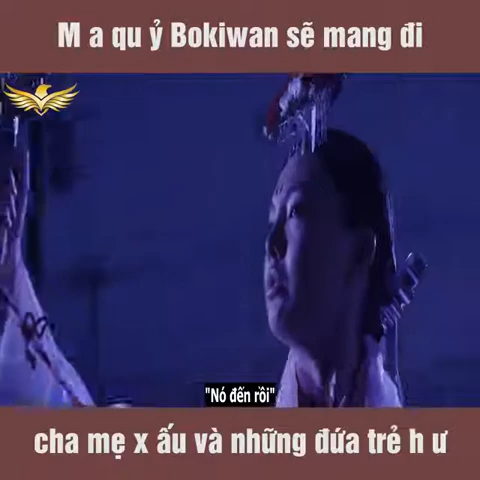 M a qu ỷ Bokiwan sẽ mang đi
"Nó đến rồi"
cha mẹ x ấu và những đứa trẻ h ư